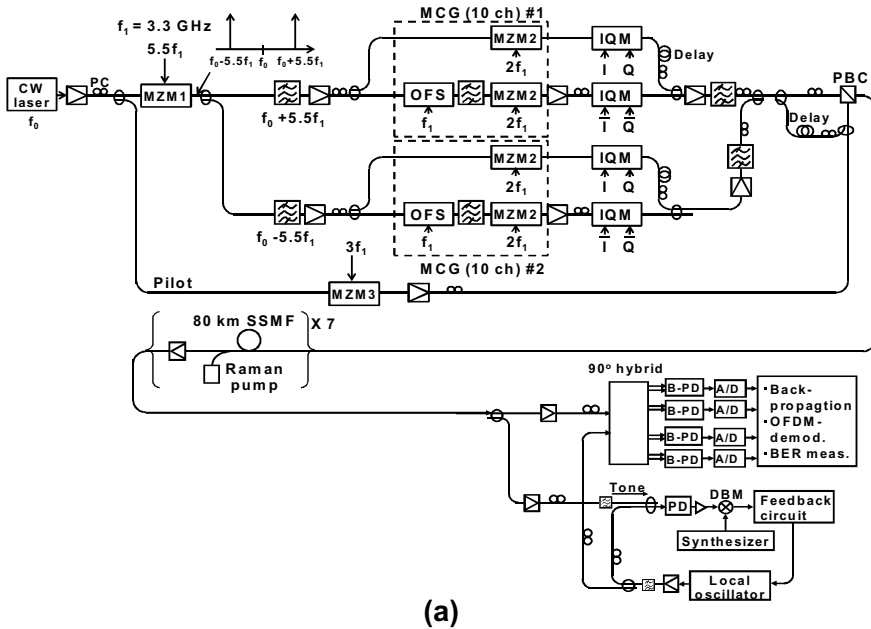 MCG (10 ch) #1
f₁ = 3.3 GHz
5.5f₁
f₀-5.5f₁ f₀ f₀+5.5f₁
MZM2
2f₁
IQM
I Q
Delay
CW
laser
f₀
PC
MZM1
f₀ +5.5f₁
OFS
f₁
MZM2
2f₁
IQM
I̅ Q̅
PBC
Delay
MZM2
2f₁
IQM
I Q
f₀ -5.5f₁
OFS
f₁
MZM2
2f₁
IQM
I̅ Q̅
MCG (10 ch) #2
3f₁
Pilot
MZM3
80 km SSMF
X 7
Raman
pump
90° hybrid
B-PD A/D
B-PD A/D
B-PD A/D
B-PD A/D
・Back-
propagtion
・OFDM-
demod.
・BER meas.
Tone
PD
DBM
Feedback
circuit
Synthesizer
Local
oscillator
(a)